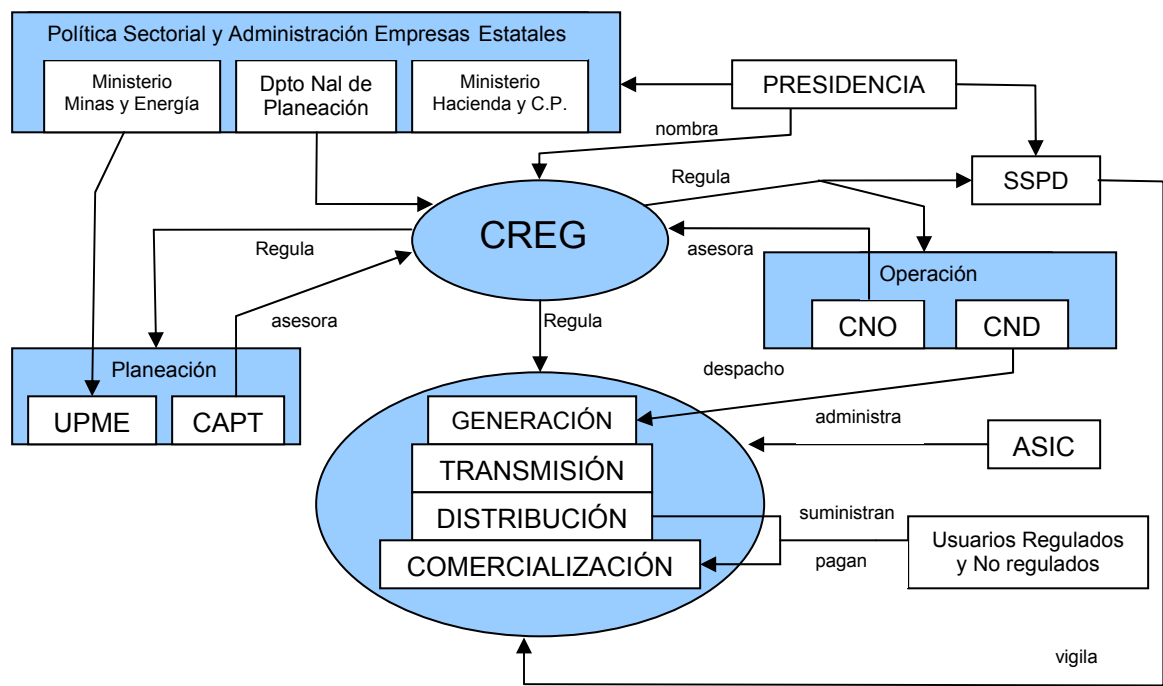 Política Sectorial y Administración Empresas Estatales
Ministerio
Minas y Energía
Dpto Nal de
Planeación
Ministerio
Hacienda y C.P.
PRESIDENCIA
nombra
Regula
SSPD
CREG
Regula
asesora
asesora
Operación
CNO
CND
Regula
Planeación
UPME
CAPT
despacho
GENERACIÓN
administra
ASIC
TRANSMISIÓN
DISTRIBUCIÓN
COMERCIALIZACIÓN
suministran
pagan
Usuarios Regulados
y No regulados
vigila